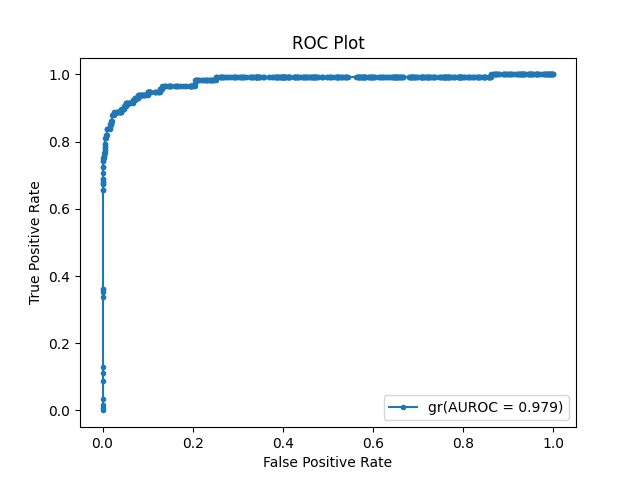 ROC Plot
1.0
0.8
0.6
0.4
0.2
0.0
True Positive Rate
gr(AUROC = 0.979)
0.0 0.2 0.4 0.6 0.8 1.0
False Positive Rate